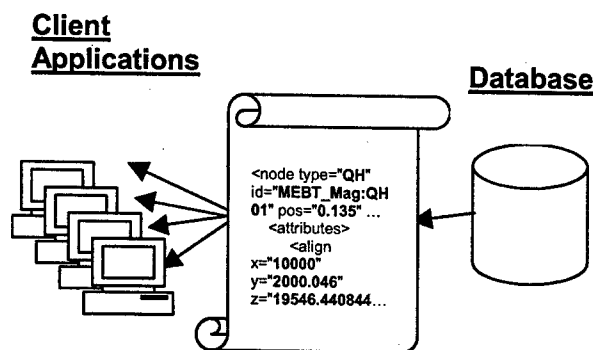 Client
Applications
Database
<node type="QH"
id="MEBT_Mag:QH
01" pos="0.135" ...
<attributes>
<align
x="10000"
y="2000.046"
z="19546.440844...